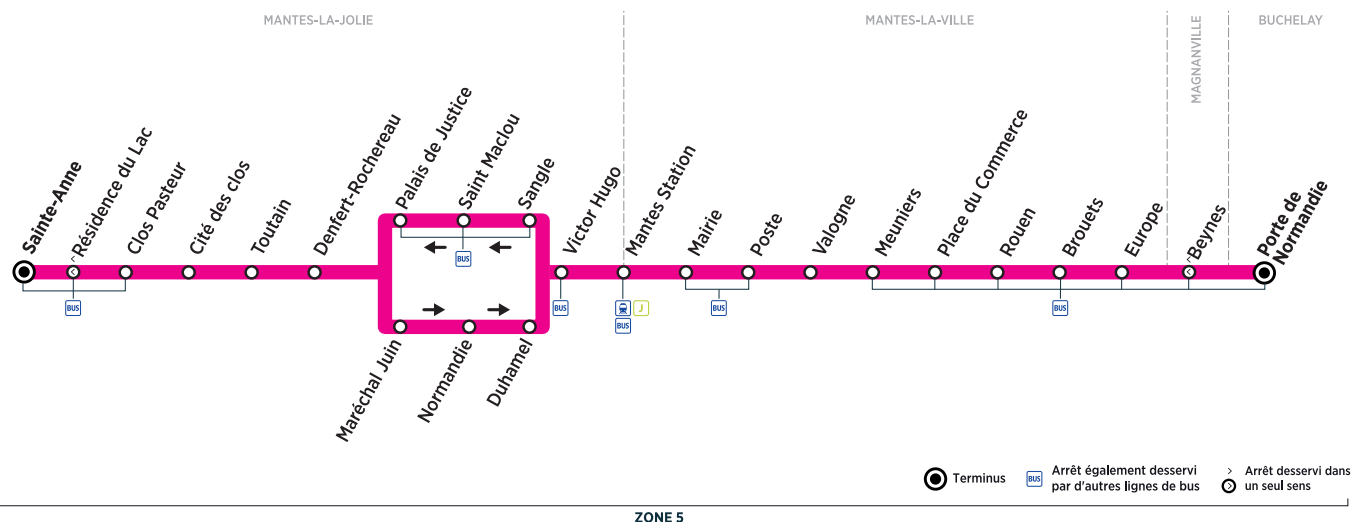 MANTES-LA-JOLIE
MANTES-LA-VILLE
MAGNANVILLE
BUCHELAY
Sainte-Anne
Résidence du Lac
Clos Pasteur
Cité des clos
Toutain
Denfert-Rochereau
Palais de Justice
Saint Maclou
Sangle
Victor Hugo
Mantes Station
Mairie
Poste
Valogne
Meuniers
Place du Commerce
Rouen
Brouets
Europe
Beynes
Porte de
Normandie
BUS
BUS
BUS
J
BUS
BUS
BUS
Maréchal Juin
Normandie
Duhamel
Terminus
BUS
Arrêt également desservi
par d'autres lignes de bus
Arrêt desservi dans
un seul sens
ZONE 5